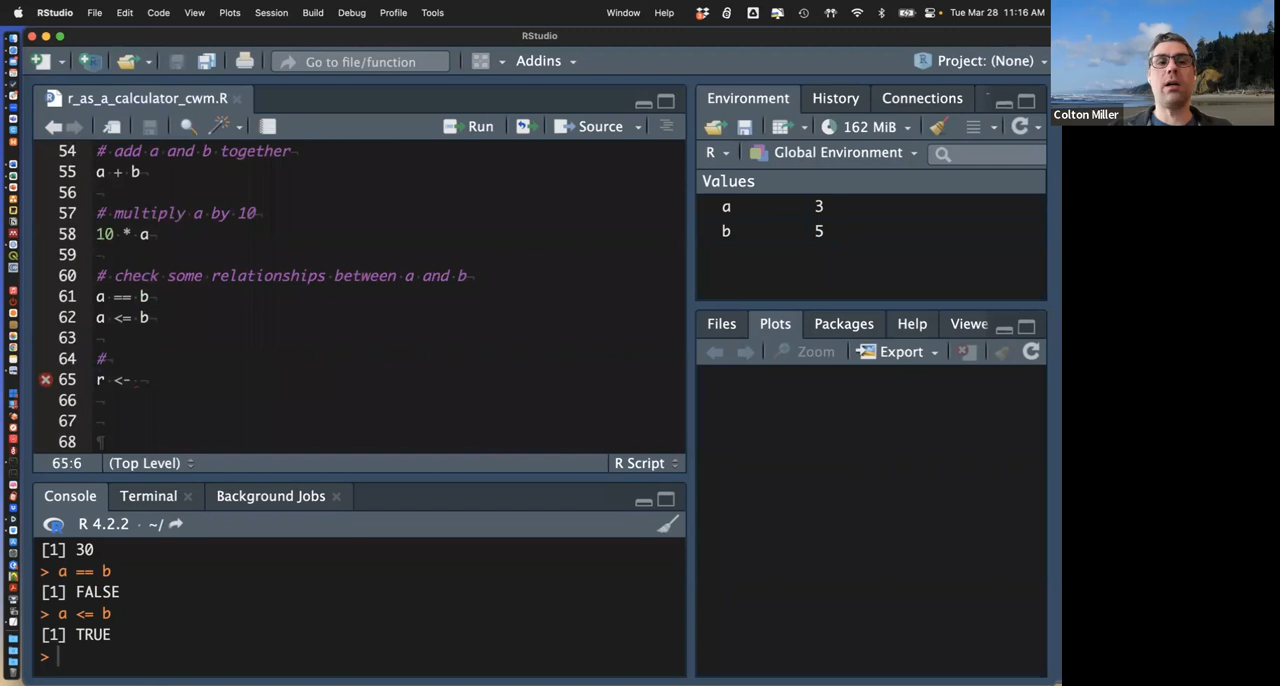 RStudio File Edit Code View Plots Session Build Debug Profile Tools Window Help Tue Mar 28 11:16 AM
RStudio
Go to file/function Addins Project: (None)
r_as_a_calculator_cwm.R
Run Source
54 # add a and b together
55 a + b
56
57 # multiply a by 10
58 10 * a
59
60 # check some relationships between a and b
61 a == b
62 a <= b
63
64 #
65 r <-
66
67
68
65:6 (Top Level) R Script
Console Terminal Background Jobs
R 4.2.2 · ~/
[1] 30
> a == b
[1] FALSE
> a <= b
[1] TRUE
>
Environment History Connections
162 MiB
R Global Environment
Values
a 3
b 5
Files Plots Packages Help Viewe
Zoom Export
Colton Miller